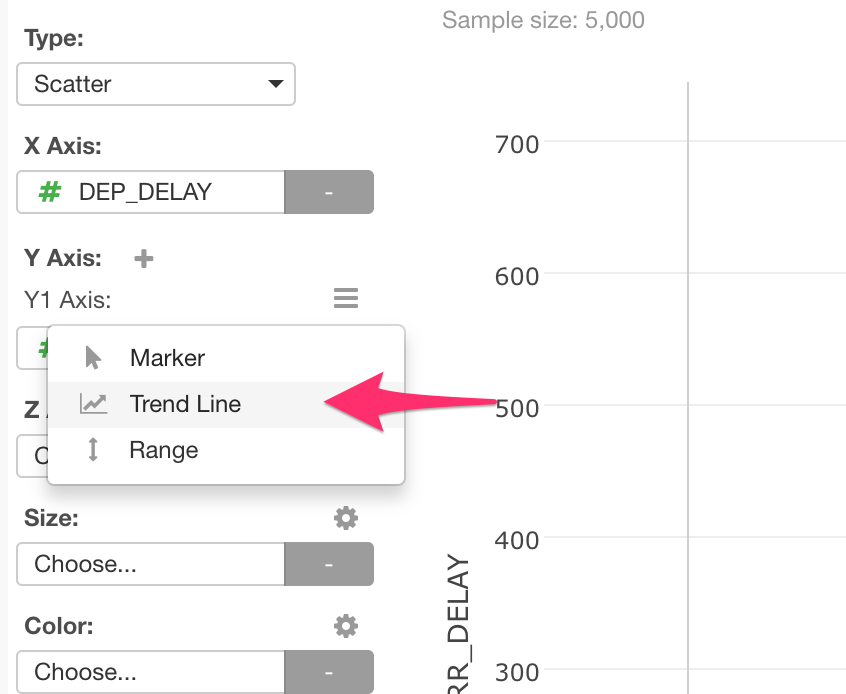 Type:
Scatter
X Axis:
# DEP_DELAY
-
Y Axis: +
Y1 Axis:
#
Marker
Trend Line
Range
Z
Size:
Choose...
-
Color:
Choose...
-
Sample size: 5,000
700
600
500
400
300
RR_DELAY